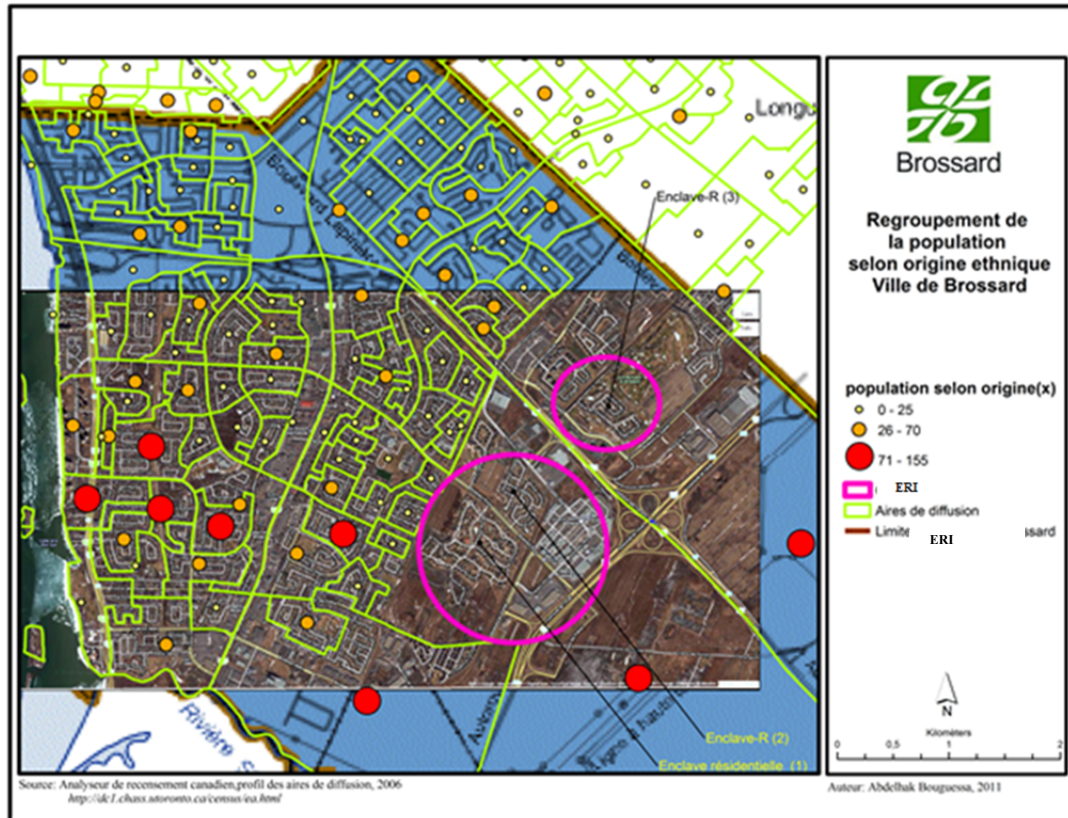 Brossard
Regroupement de
la population
selon origine ethnique
Ville de Brossard
population selon origine(x)
0 - 25
26 - 70
71 - 155
ERI
Aires de diffusion
Limite
ERI
ssard
N
Kilomèters
0 0,5 1 2
Longu
Enclave-R (3)
Enclave-R (2)
Enclave résidentielle (1)
Rivière S
Source: Analyseur de recensement canadien,profil des aires de diffusion, 2006
http://dc1.chass.utoronto.ca/census/ea.html
Auteur: Abdelhak Bouguessa, 2011